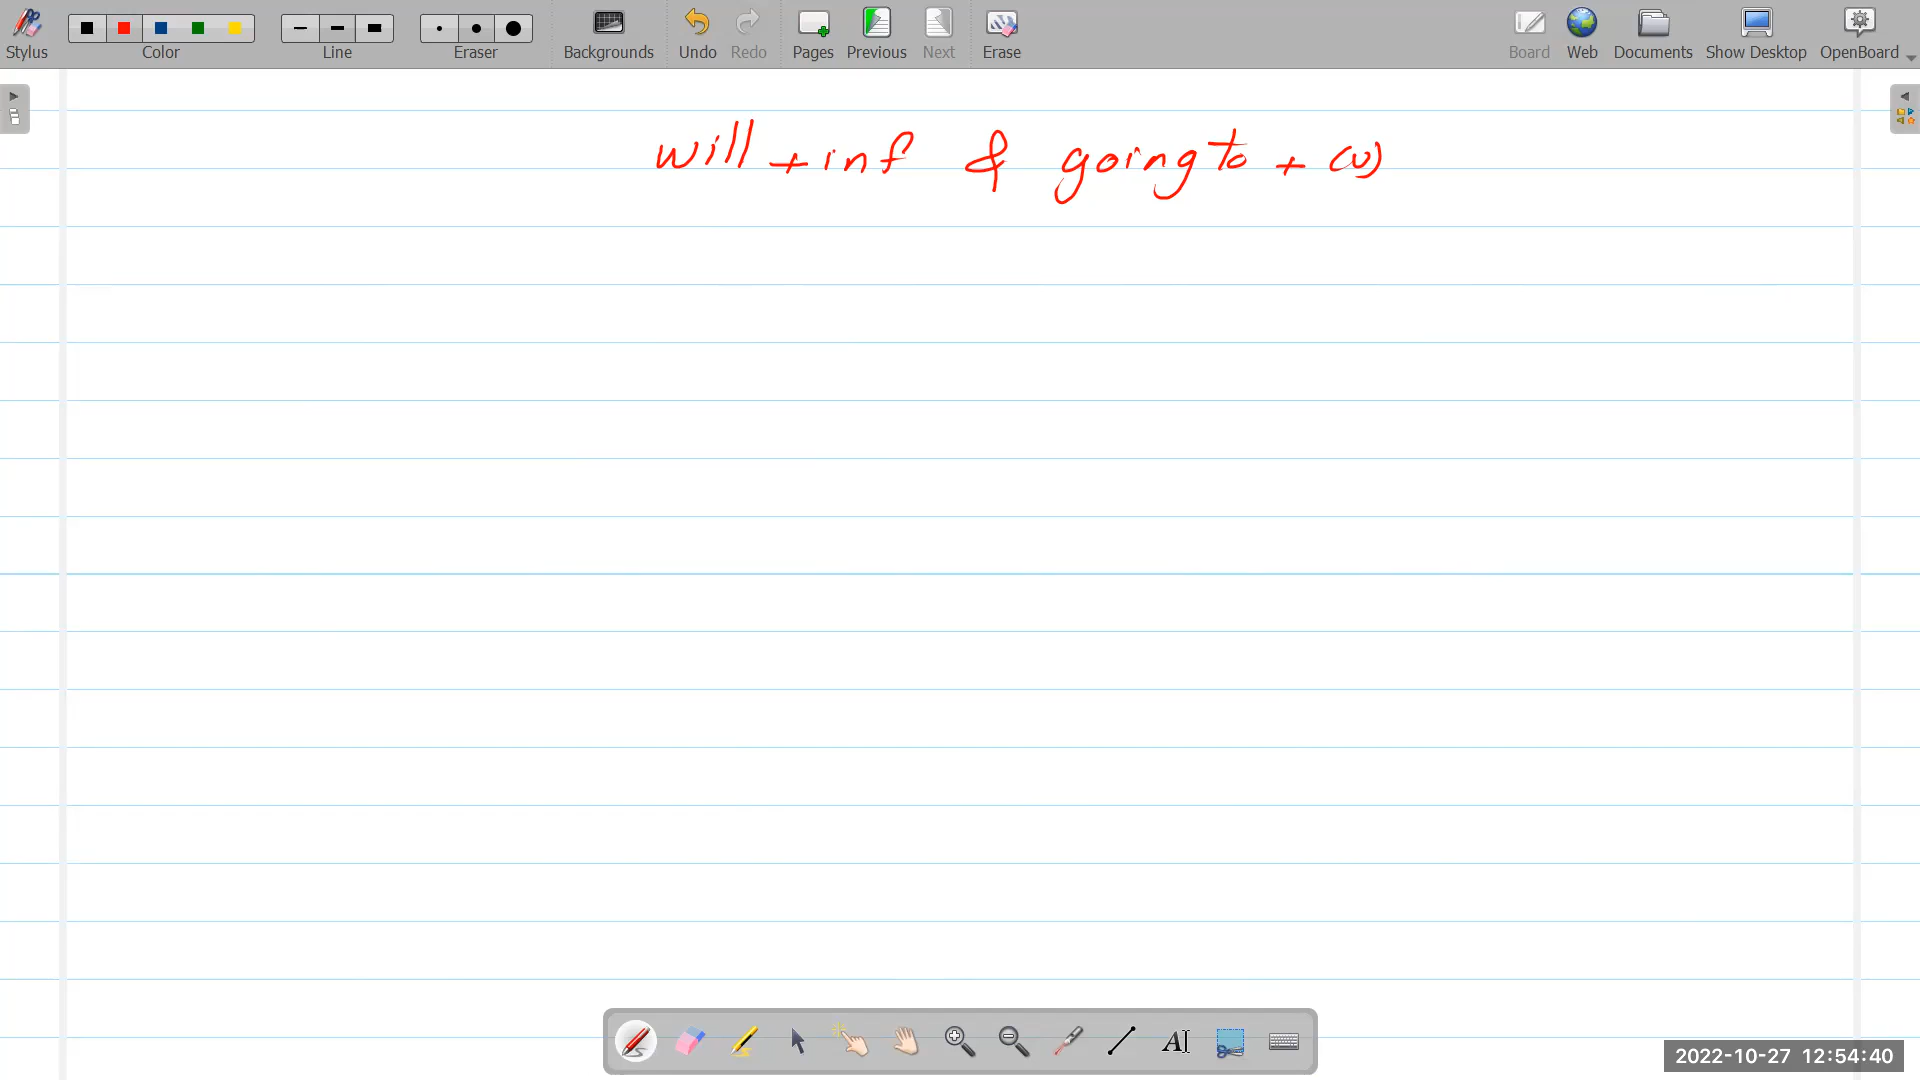 Stylus Color Line Eraser Backgrounds Undo Redo Pages Previous Next Erase Board Web Documents Show Desktop OpenBoard
will + inf & going to + (v)
2022-10-27 12:54:40